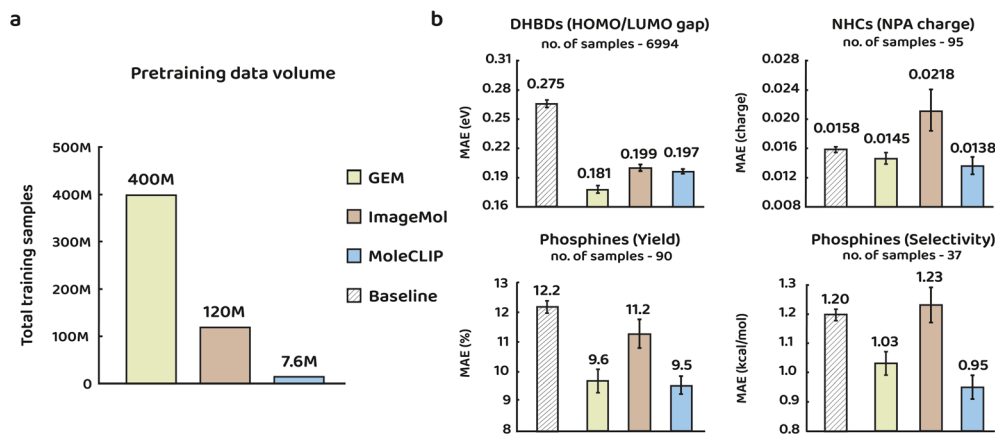 a
Pretraining data volume
Total training samples
500M
400M
300M
200M
100M
0
400M
120M
7.6M
GEM
ImageMol
MoleCLIP
Baseline
b
DHBDs (HOMO/LUMO gap)
no. of samples - 6994
MAE (eV)
0.31
0.28
0.25
0.22
0.19
0.16
0.275
0.181
0.199
0.197
NHCs (NPA charge)
no. of samples - 95
MAE (charge)
0.028
0.024
0.020
0.016
0.012
0.008
0.0158
0.0145
0.0218
0.0138
Phosphines (Yield)
no. of samples - 90
MAE (%)
13
12
11
10
9
8
12.2
9.6
11.2
9.5
Phosphines (Selectivity)
no. of samples - 37
MAE (kcal/mol)
1.3
1.2
1.1
1.0
0.9
0.8
1.20
1.03
1.23
0.95